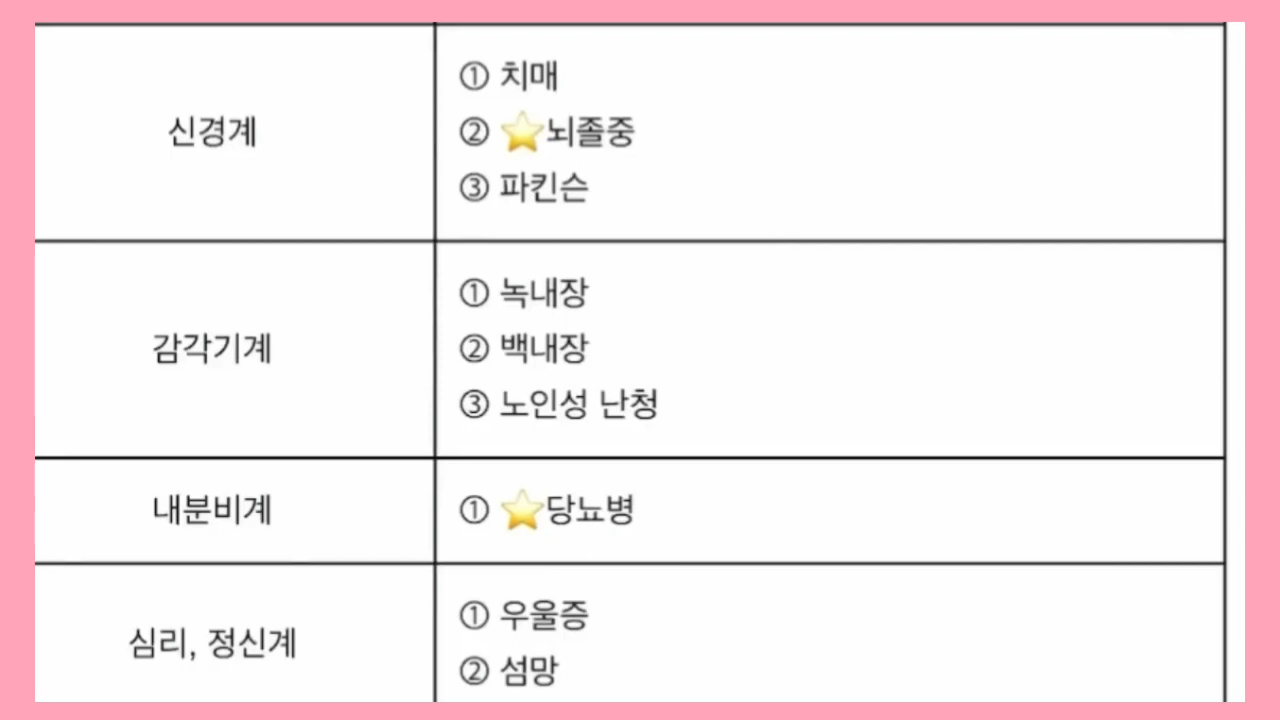 신경계
① 치매
② ⭐뇌졸중
③ 파킨슨
감각기계
① 녹내장
② 백내장
③ 노인성 난청
내분비계
① ⭐당뇨병
심리, 정신계
① 우울증
② 섬망